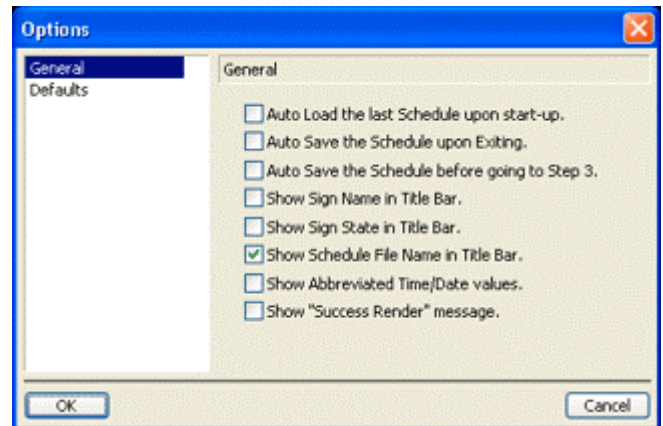 Options
General
Defaults
General
Auto Load the last Schedule upon start-up.
Auto Save the Schedule upon Exiting.
Auto Save the Schedule before going to Step 3.
Show Sign Name in Title Bar.
Show Sign State in Title Bar.
Show Schedule File Name in Title Bar.
Show Abbreviated Time/Date values.
Show "Success Render" message.
OK
Cancel